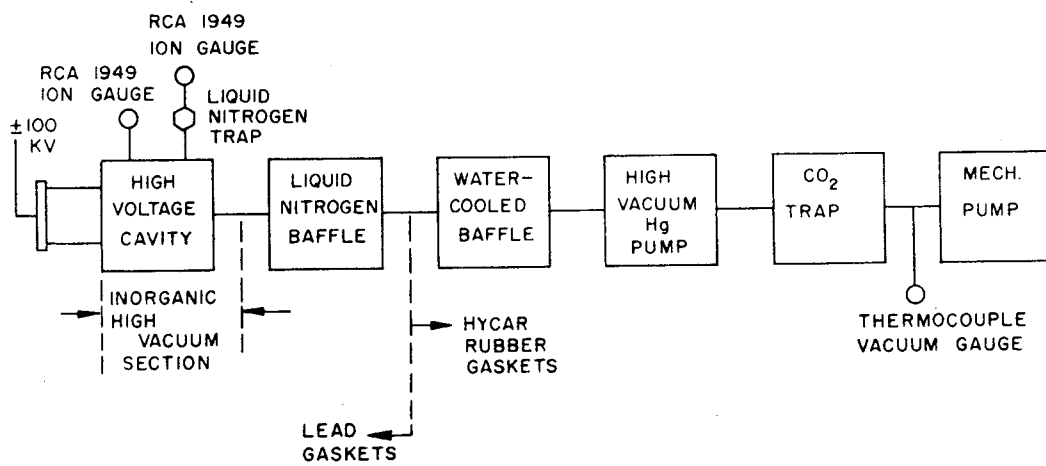 RCA 1949
ION GAUGE
RCA 1949
ION GAUGE
LIQUID
NITROGEN
TRAP
±100
KV
HIGH
VOLTAGE
CAVITY
LIQUID
NITROGEN
BAFFLE
WATER-
COOLED
BAFFLE
HIGH
VACUUM
Hg
PUMP
CO2
TRAP
MECH.
PUMP
INORGANIC
HIGH
VACUUM
SECTION
HYCAR
RUBBER
GASKETS
THERMOCOUPLE
VACUUM GAUGE
LEAD
GASKETS